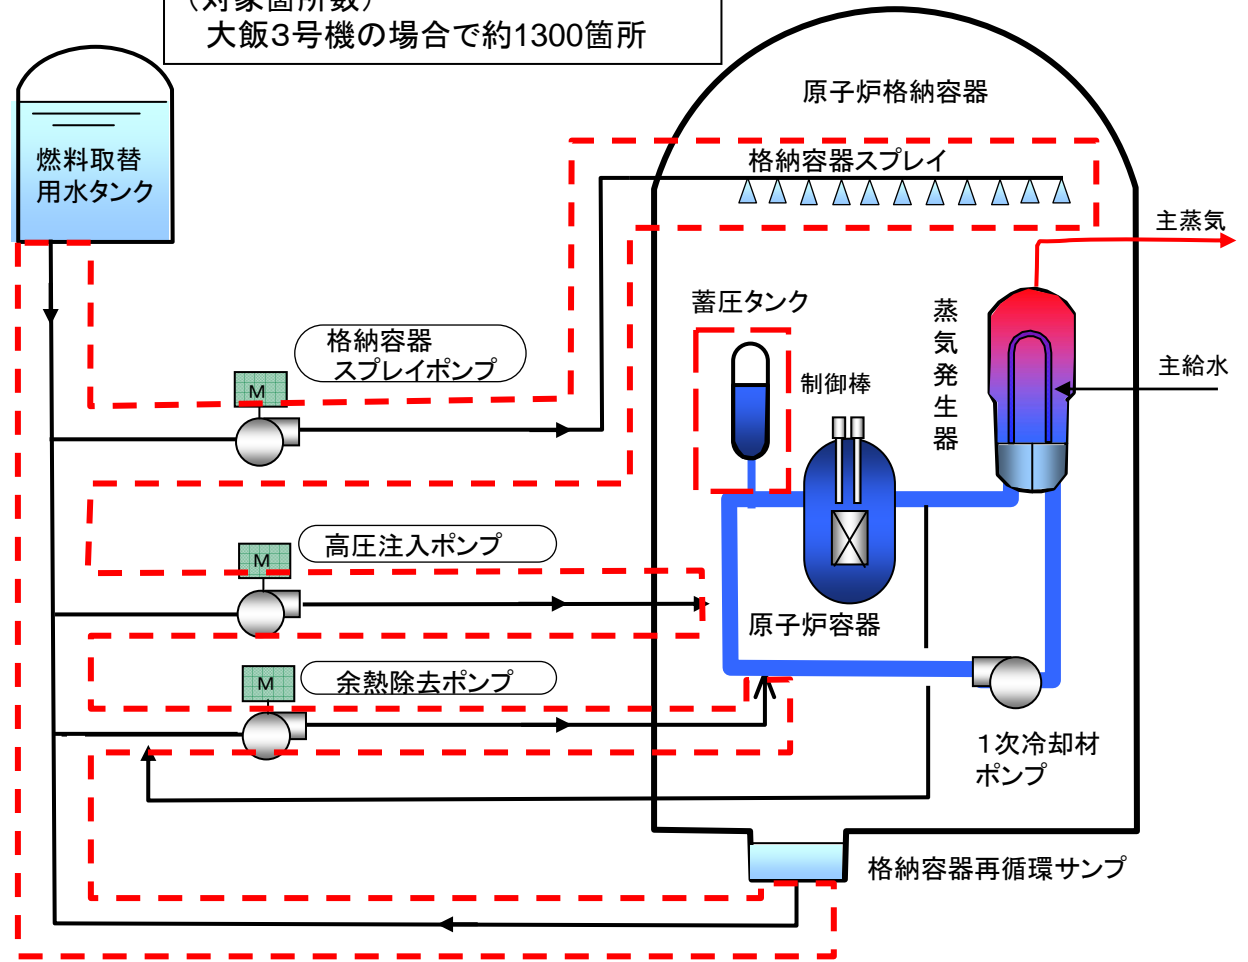 (対象箇所数)
大飯3号機の場合で約1300箇所
原子炉格納容器
燃料取替
用水タンク
格納容器スプレイ
主蒸気
蓄圧タンク
蒸気発生器
格納容器
スプレイポンプ
主給水
制御棒
M
高圧注入ポンプ
M
原子炉容器
余熱除去ポンプ
M
1次冷却材
ポンプ
格納容器再循環サンプ